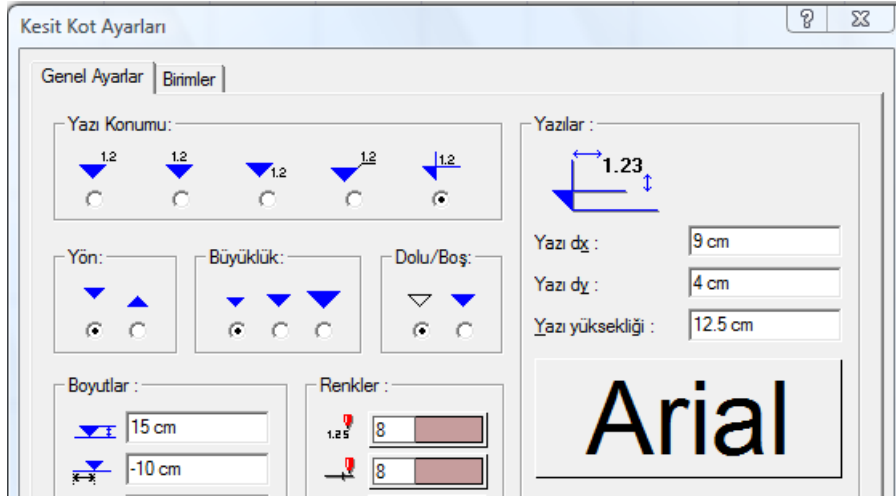 Kesit Kot Ayarları
Genel Ayarlar
Birimler
Yazı Konumu:
1.2
1.2
1.2
1.2
1.2
Yön:
Büyüklük:
Dolu/Boş:
Boyutlar :
15 cm
-10 cm
Renkler :
1.25
8
8
Yazılar :
1.23
Yazı dx :
9 cm
Yazı dy :
4 cm
Yazı yüksekliği :
12.5 cm
Arial